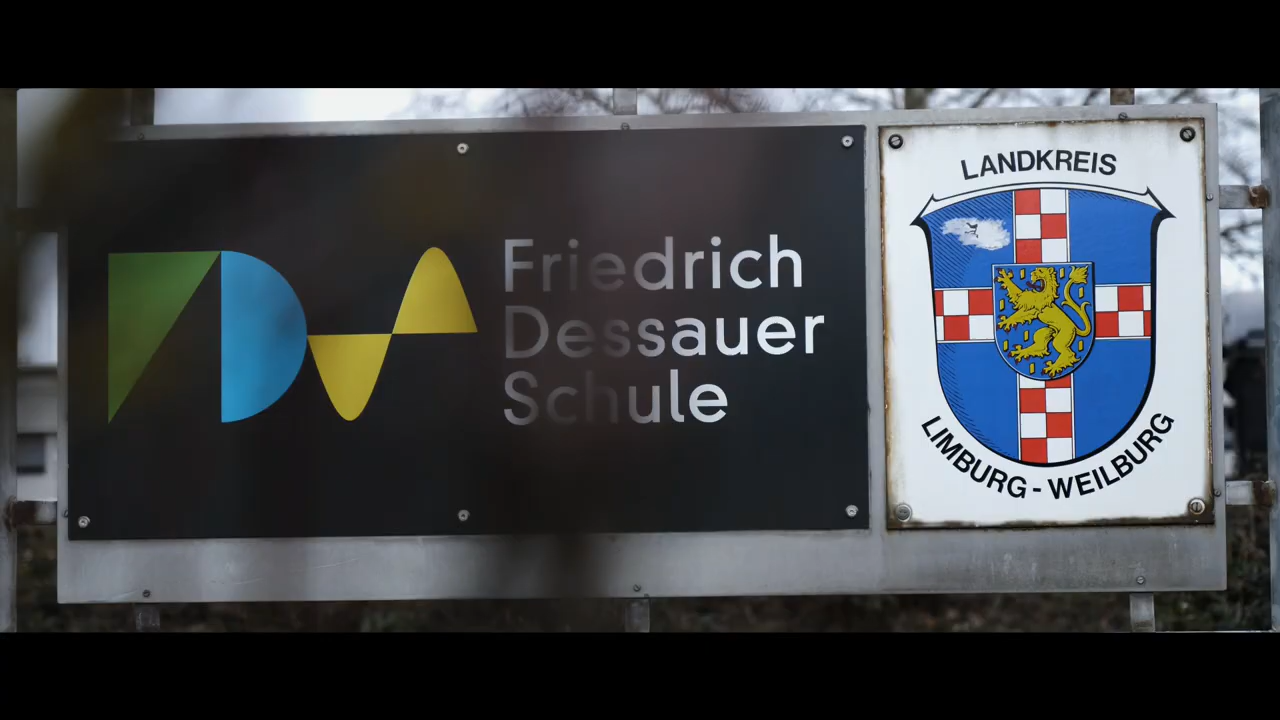 Friedrich
Dessauer
Schule
LANDKREIS
LIMBURG - WEILBURG